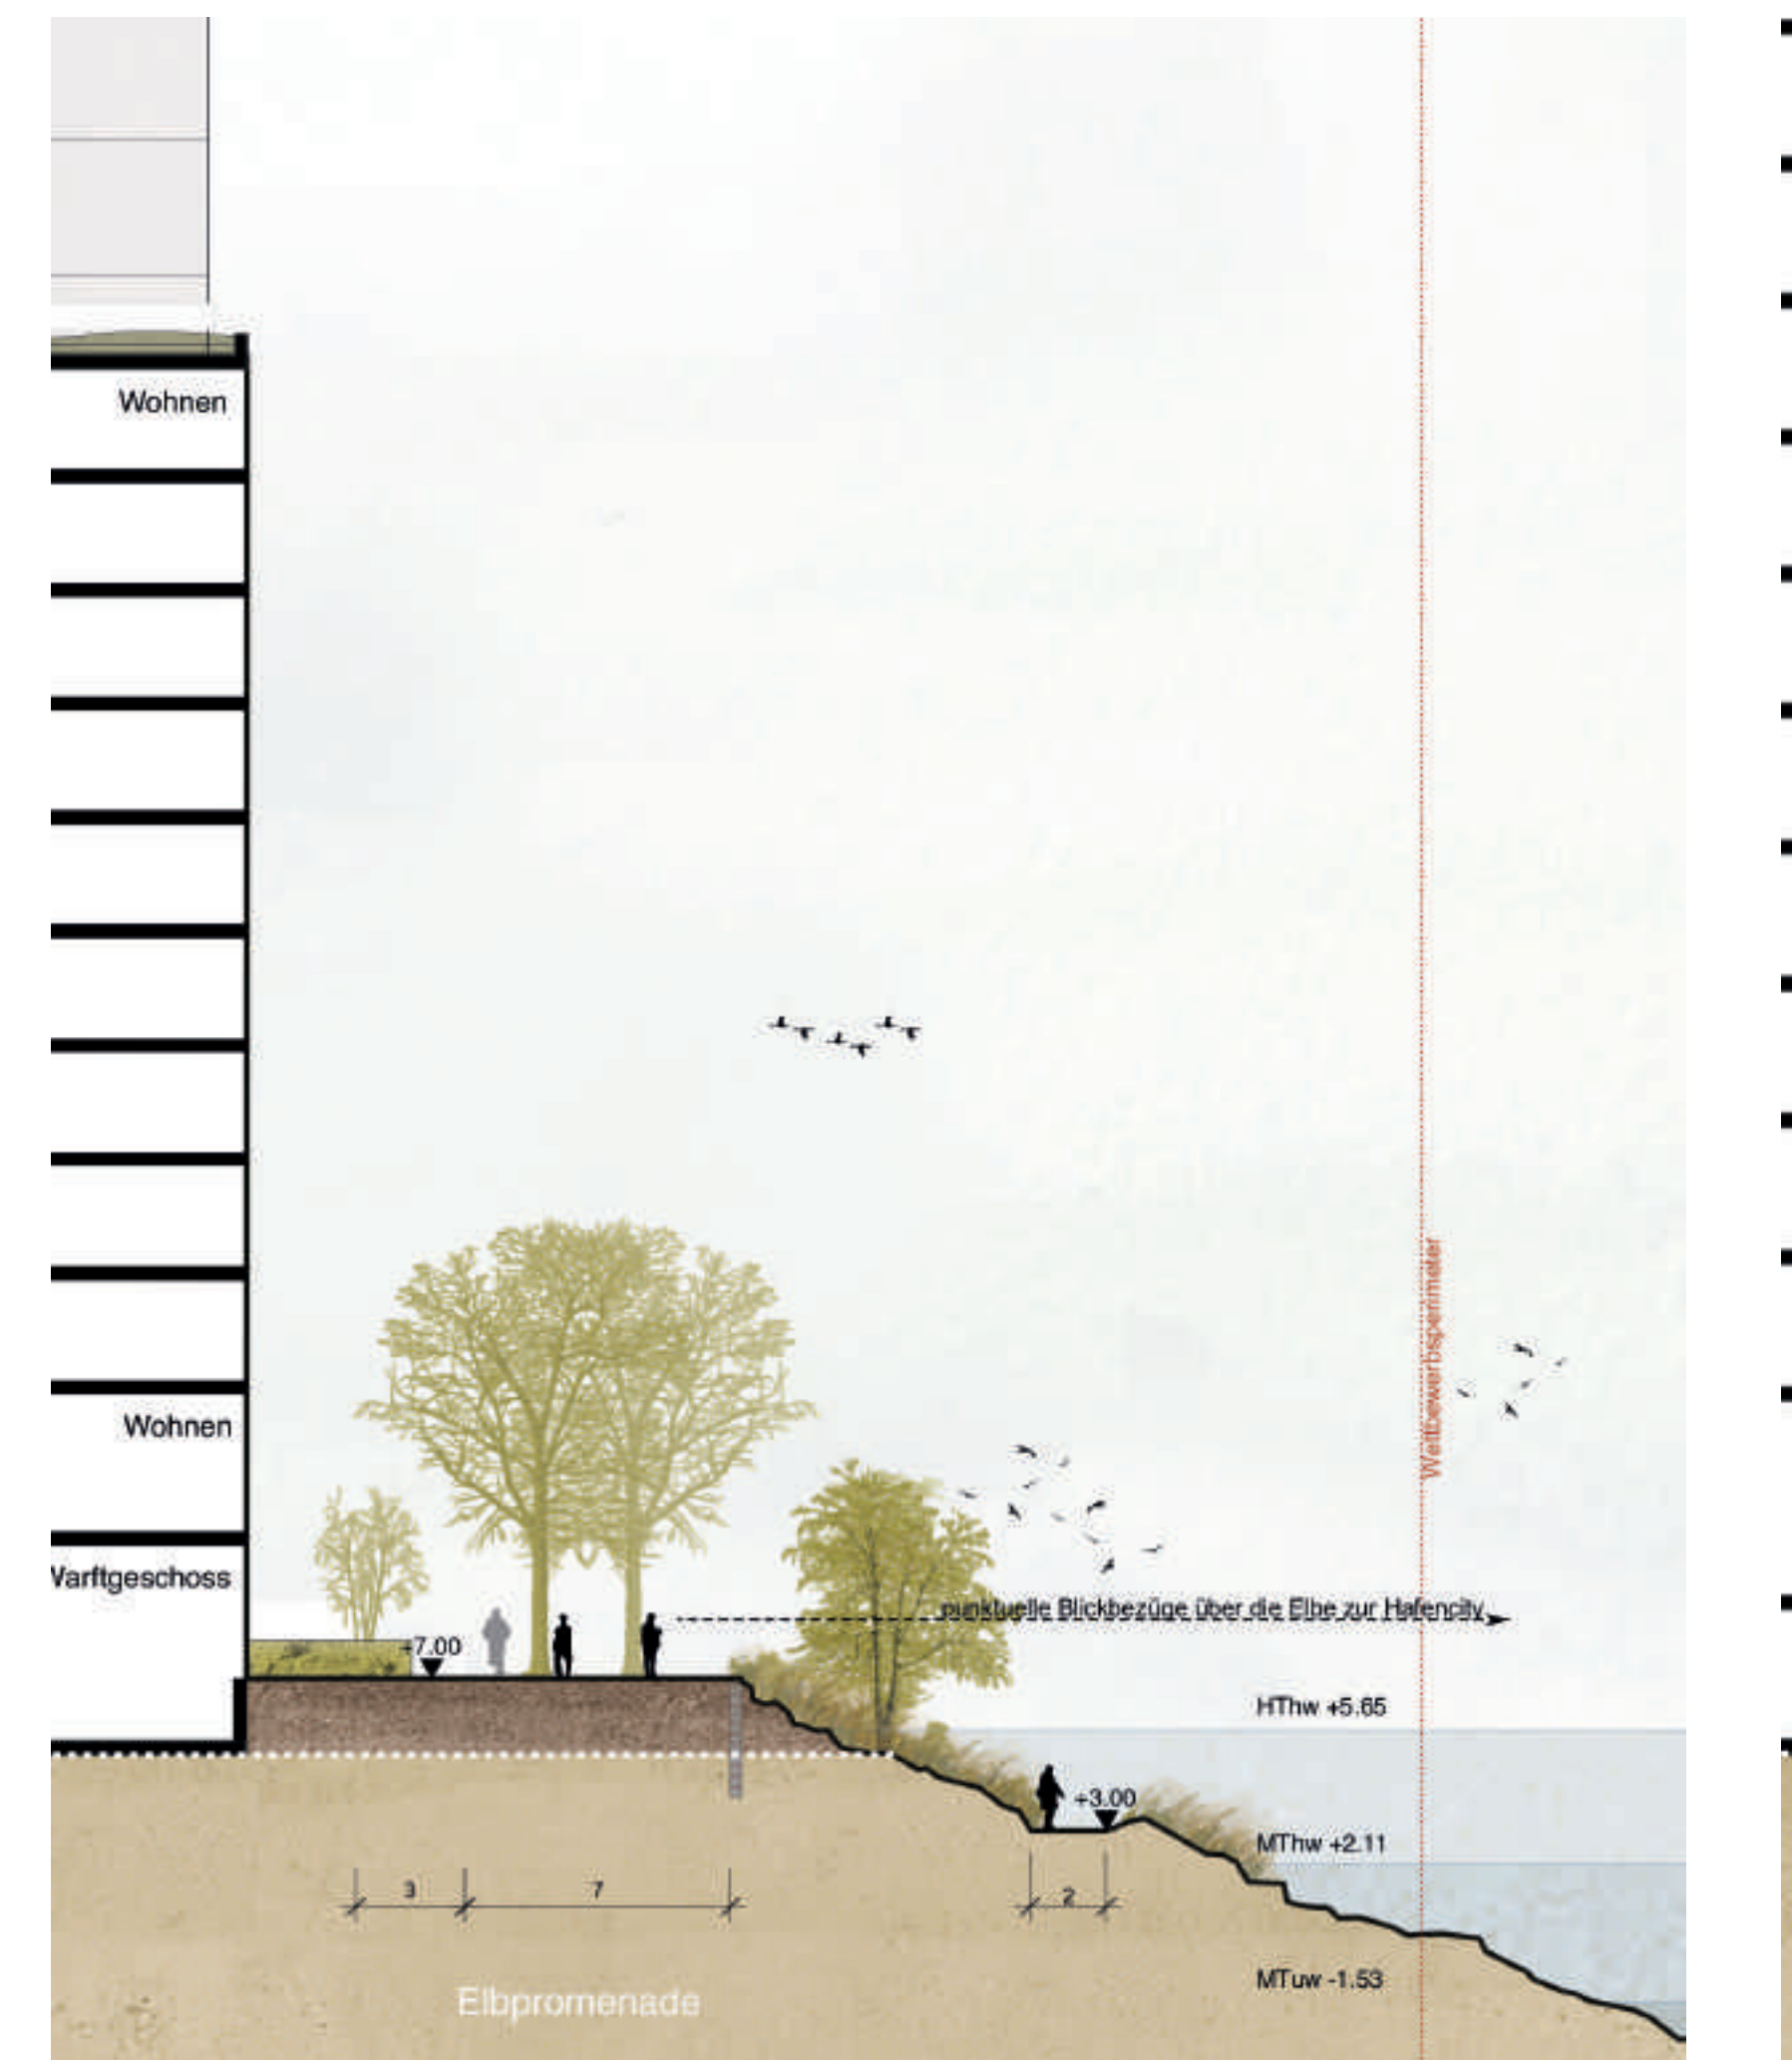 Wohnen
Wettbewerbsperimeter
Wohnen
Warftgeschoss
punktuelle Blickbezüge über die Elbe zur Hafencity
+7.00
HThw +5.65
+3.00
MThw +2.11
3
7
2
MTuw -1.53
Elbpromenade